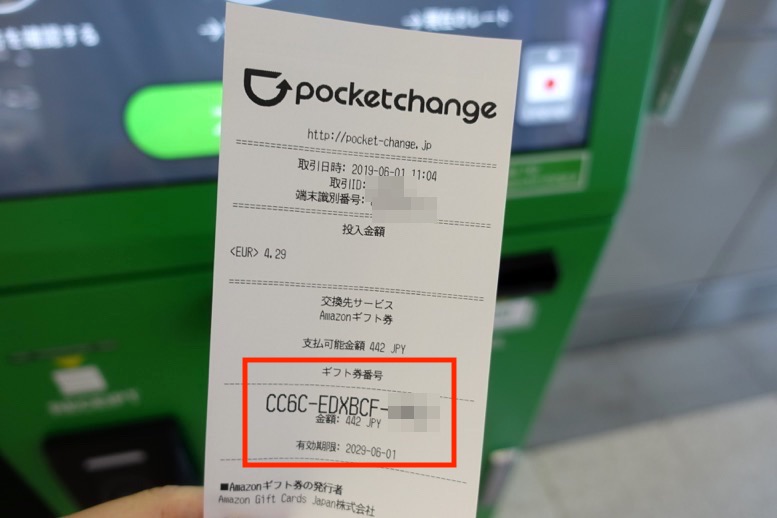 を確認する
pocketchange
http://pocket-change.jp
取引日時: 2019-06-01 11:04
取引ID:
端末識別番号:
投入金額
<EUR> 4.29
交換先サービス
Amazonギフト券
支払可能金額 442 JPY
ギフト券番号
CC6C-EDXBCF-
金額: 442 JPY
有効期限: 2029-06-01
■Amazonギフト券の発行者
Amazon Gift Cards Japan株式会社